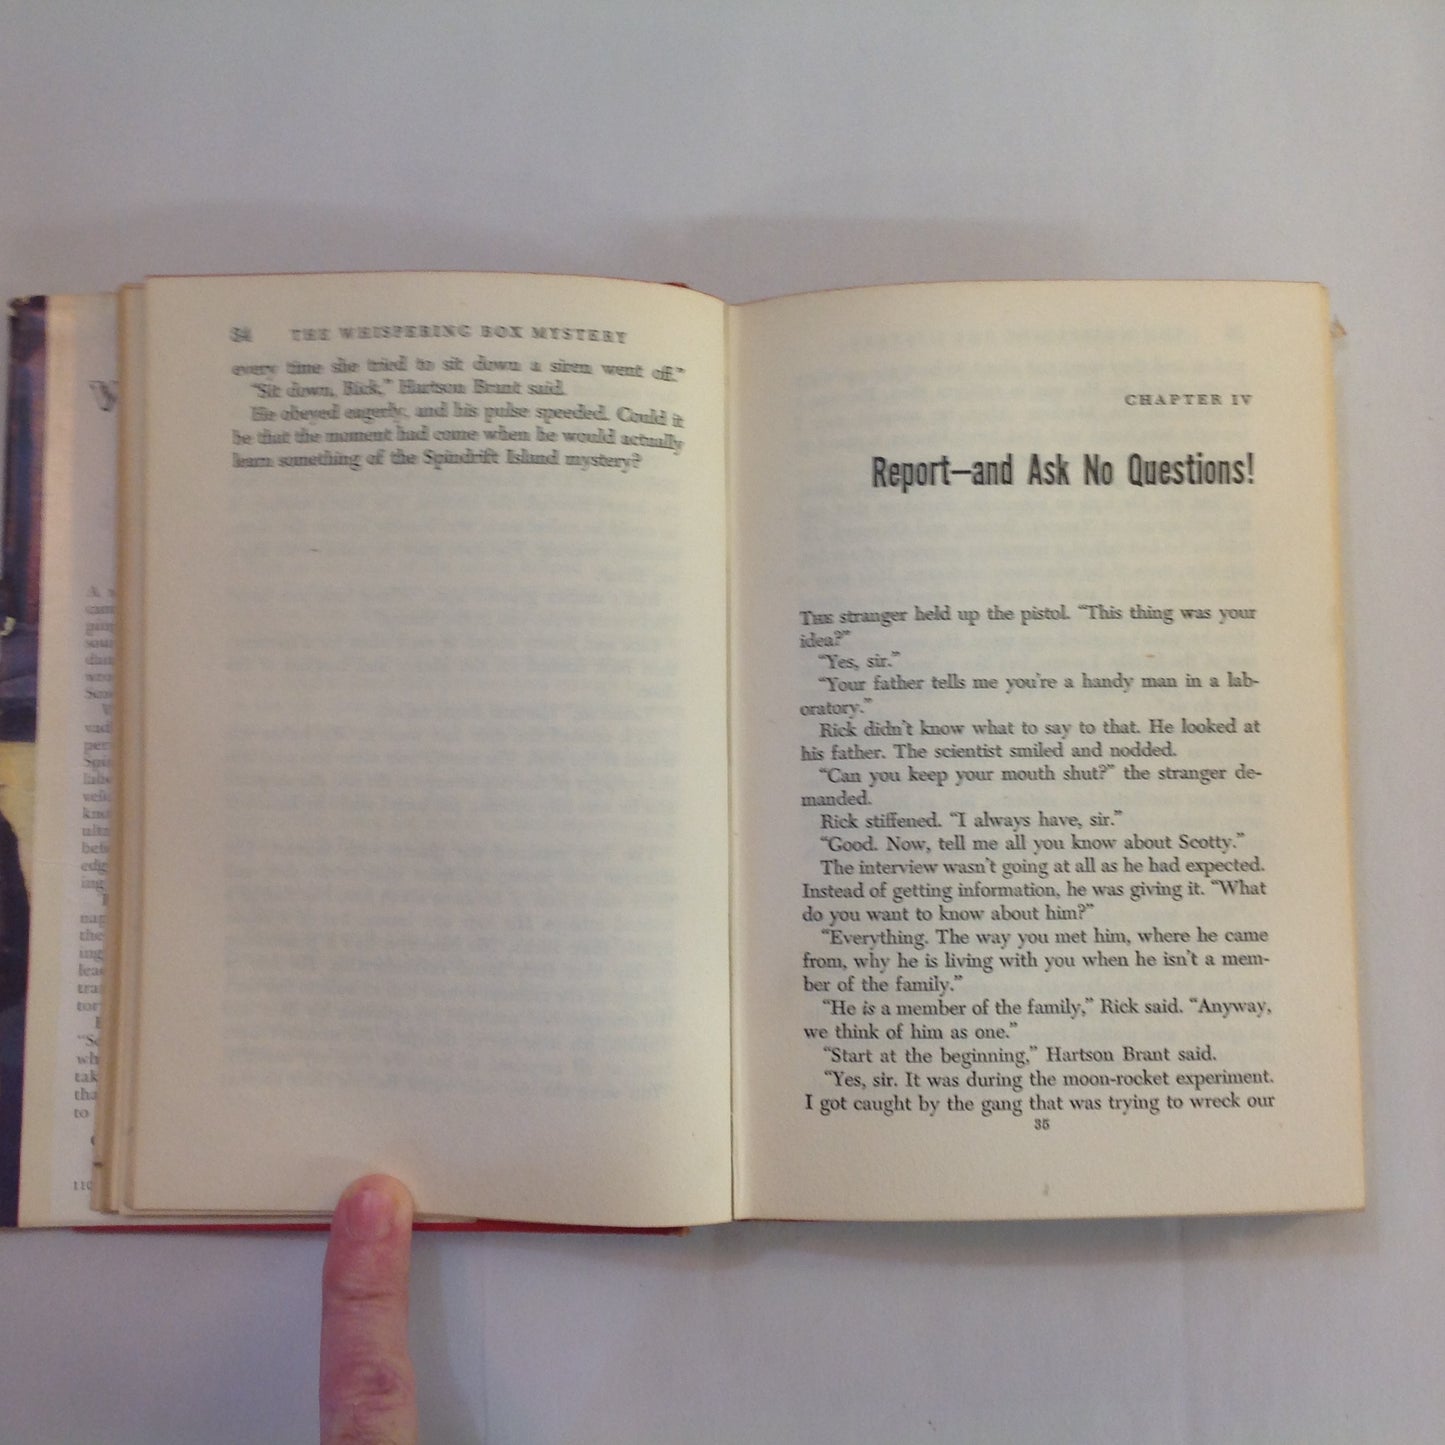 34 THE WHISPERING BOX MYSTERY
every time she tried to sit down a siren went off."
"Sit down, Rick," Hartson Brant said.
He obeyed eagerly, and his pulse speeded. Could it
be that the moment had come when he would actually
learn something of the Spindrift Island mystery?
CHAPTER IV
Report—and Ask No Questions!
THE stranger held up the pistol. "This thing was your
idea?"
"Yes, sir."
"Your father tells me you're a handy man in a lab-
oratory."
Rick didn't know what to say to that. He looked at
his father. The scientist smiled and nodded.
"Can you keep your mouth shut?" the stranger de-
manded.
Rick stiffened. "I always have, sir."
"Good. Now, tell me all you know about Scotty."
The interview wasn't going at all as he had expected.
Instead of getting information, he was giving it. "What
do you want to know about him?"
"Everything. The way you met him, where he came
from, why he is living with you when he isn't a mem-
ber of the family."
"He is a member of the family," Rick said. "Anyway,
we think of him as one."
"Start at the beginning," Hartson Brant said.
"Yes, sir. It was during the moon-rocket experiment.
I got caught by the gang that was trying to wreck our
35